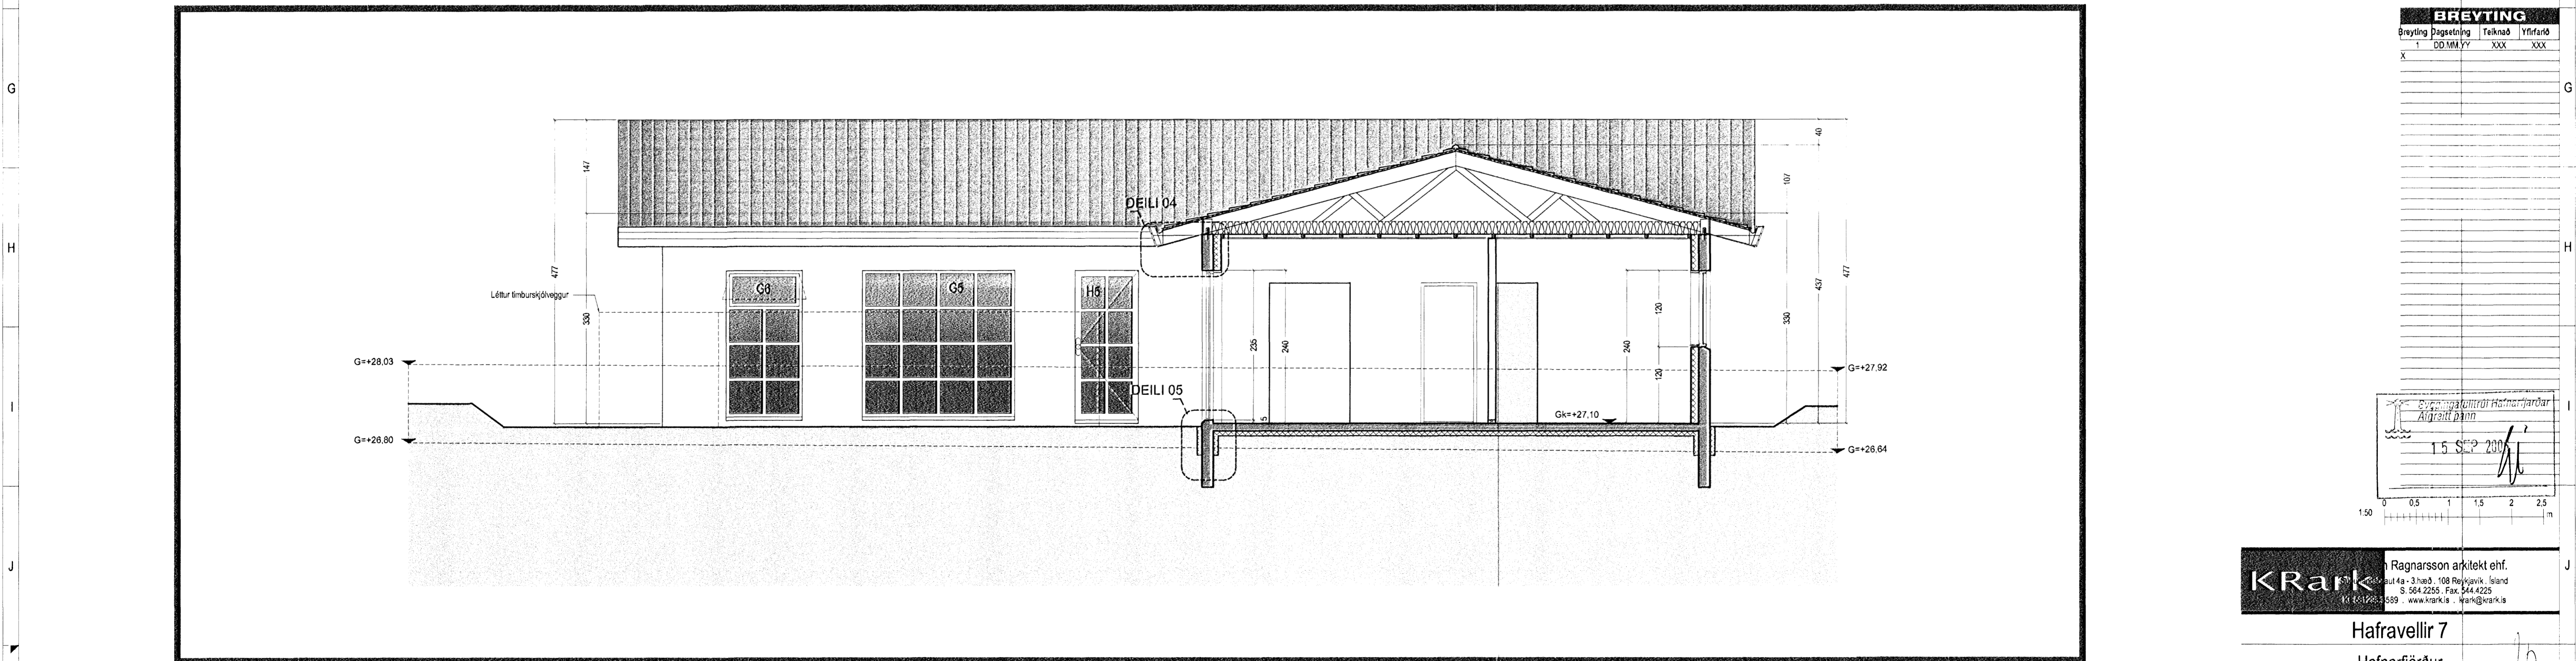 G
H
I
J
DEILI 04
DEILI 05
G6
G5
H5
Léttur timburskjólveggur
477
147
330
G=+28,03
G=+26,80
235
240
5
240
120
120
Gk=+27,10
40
107
330
437
477
G=+27,92
G=+26,64
BREYTING
Breyting Dagsetning Teiknað Yfirfarið
1 DD.MM.YY XXX XXX
X
G
H
I
J
Byggingafulltrúi Hafnarfjarðar
Afgreitt þann
15 SEP
1:50
0 0,5 1 1,5 2 2,5
m
KRark
Ragnarsson arkitekt ehf.
4a - 3.hæð . 108 Reykjavík . Ísland
S. 564.2255 . Fax. 544.4225
www.krark.is . krark@krark.is
Hafravellir 7
Hafnarfjörður